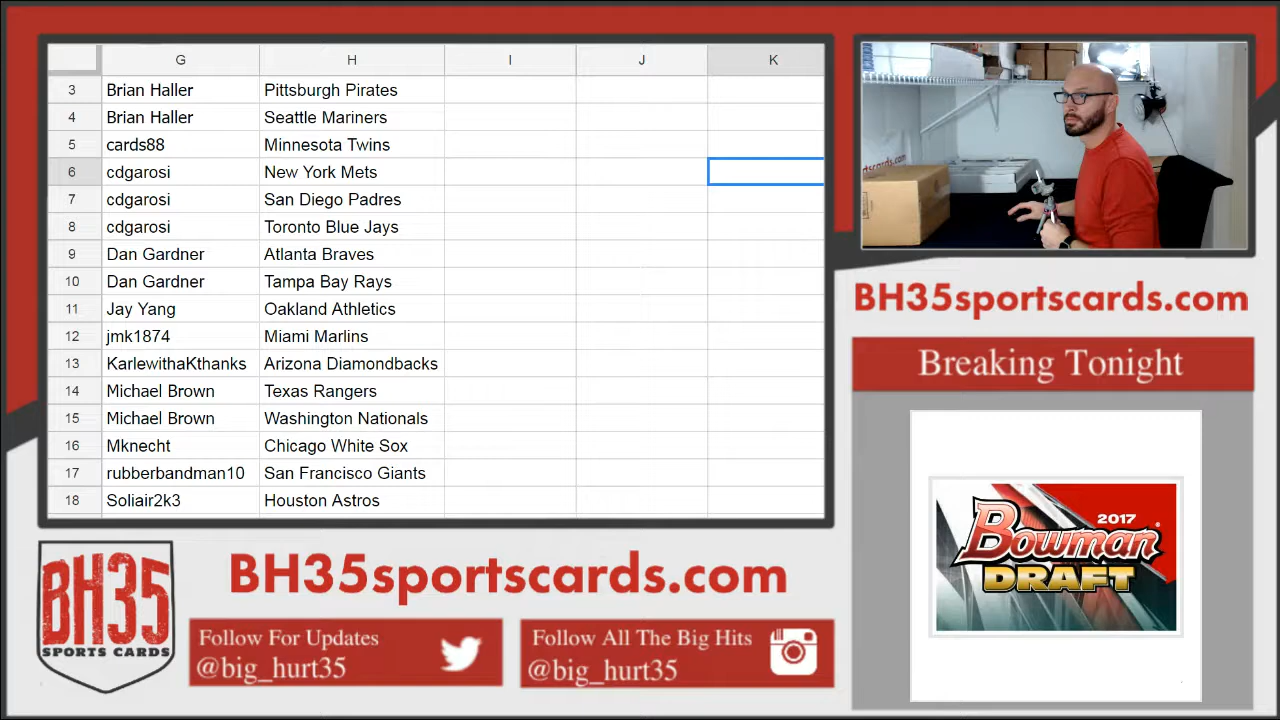 G H I J K
3 Brian Haller Pittsburgh Pirates
4 Brian Haller Seattle Mariners
5 cards88 Minnesota Twins
6 cdgarosi New York Mets
7 cdgarosi San Diego Padres
8 cdgarosi Toronto Blue Jays
9 Dan Gardner Atlanta Braves
10 Dan Gardner Tampa Bay Rays
11 Jay Yang Oakland Athletics
12 jmk1874 Miami Marlins
13 KarlewithaKthanks Arizona Diamondbacks
14 Michael Brown Texas Rangers
15 Michael Brown Washington Nationals
16 Mknecht Chicago White Sox
17 rubberbandman10 San Francisco Giants
18 Soliair2k3 Houston Astros
cards.com
BH35sportscards.com
Breaking Tonight
2017
Bowman
DRAFT
BH35
SPORTS CARDS
BH35sportscards.com
Follow For Updates
@big_hurt35
Follow All The Big Hits
@big_hurt35